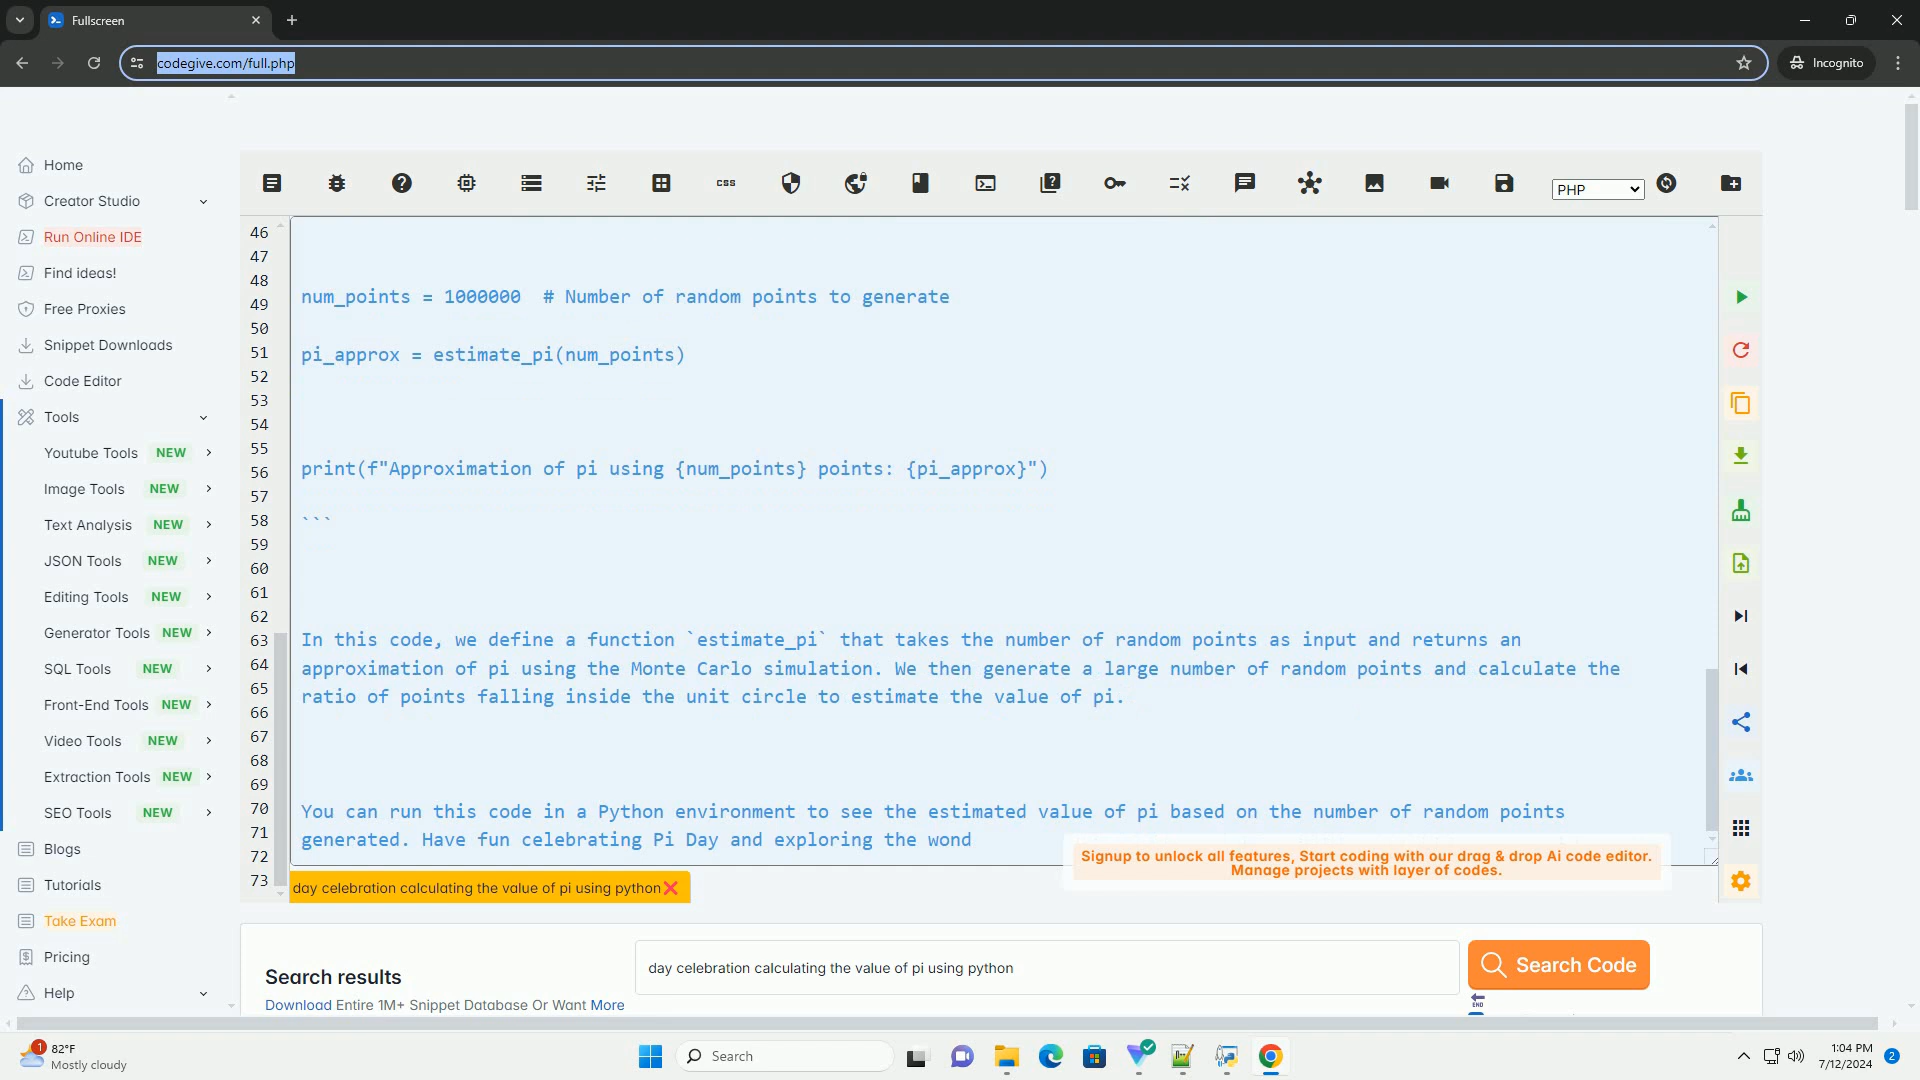 Fullscreen
codegive.com/full.php
Incognito
Home
Creator Studio
Run Online IDE
Find ideas!
Free Proxies
Snippet Downloads
Code Editor
Tools
Youtube Tools NEW
Image Tools NEW
Text Analysis NEW
JSON Tools NEW
Editing Tools NEW
Generator Tools NEW
SQL Tools NEW
Front-End Tools NEW
Video Tools NEW
Extraction Tools NEW
SEO Tools NEW
Blogs
Tutorials
Take Exam
Pricing
Help
CSS
PHP
46
47
48
49
50
51
52
53
54
55
56
57
58
59
60
61
62
63
64
65
66
67
68
69
70
71
72
73
num_points = 1000000  # Number of random points to generate
pi_approx = estimate_pi(num_points)
print(f"Approximation of pi using {num_points} points: {pi_approx}")
```
In this code, we define a function `estimate_pi` that takes the number of random points as input and returns an
approximation of pi using the Monte Carlo simulation. We then generate a large number of random points and calculate the
ratio of points falling inside the unit circle to estimate the value of pi.
You can run this code in a Python environment to see the estimated value of pi based on the number of random points
generated. Have fun celebrating Pi Day and exploring the wond
Signup to unlock all features, Start coding with our drag & drop Ai code editor.
Manage projects with layer of codes.
day celebration calculating the value of pi using python
Search results
Download Entire 1M+ Snippet Database Or Want More
day celebration calculating the value of pi using python
Search Code
END
1
82°F
Mostly cloudy
Search
1:04 PM
7/12/2024
2